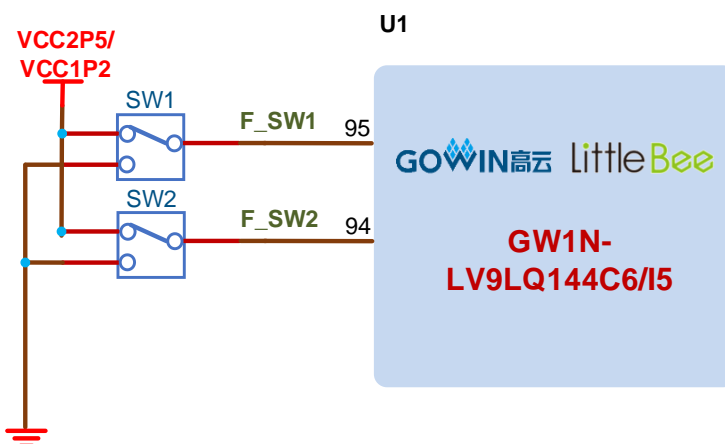 U1
VCC2P5/
VCC1P2
SW1
F_SW1
95
SW2
F_SW2
94
GOWIN高云 LittleBee
GW1N-
LV9LQ144C6/I5